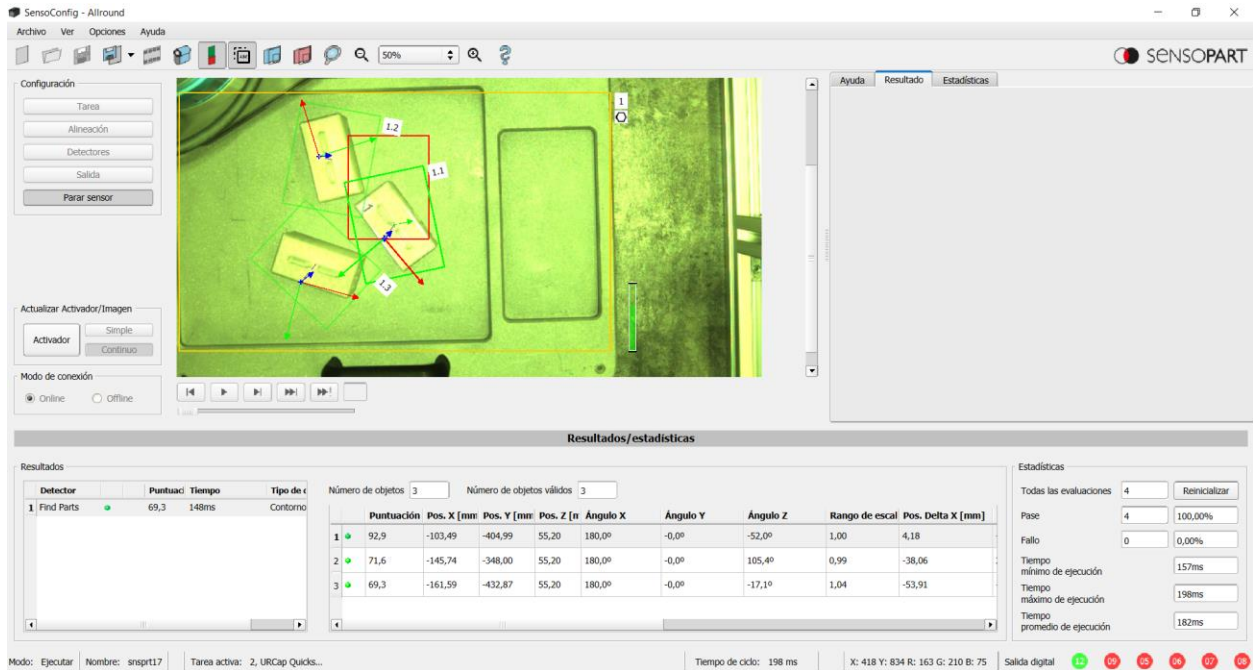 SensoConfig - Allround
Archivo Ver Opciones Ayuda
50%
SENSOPART
Configuración
Tarea
Alineación
Detectores
Salida
Parar sensor
1
1.2
1.1
1.3
Ayuda Resultado Estadísticas
Actualizar Activador/Imagen
Activador
Simple
Continuo
Modo de conexión
Online Offline
Resultados/estadísticas
Resultados
Detector Puntuaci Tiempo Tipo de c
1 Find Parts 69,3 148ms Contorno
Número de objetos 3 Número de objetos válidos 3
Puntuación Pos. X [mm Pos. Y [mm Pos. Z [n Ángulo X Ángulo Y Ángulo Z Rango de escal Pos. Delta X [mm]
1 92,9 -103,49 -404,99 55,20 180,0º -0,0º -52,0º 1,00 4,18
2 71,6 -145,74 -348,00 55,20 180,0º -0,0º 105,4º 0,99 -38,06
3 69,3 -161,59 -432,87 55,20 180,0º -0,0º -17,1º 1,04 -53,91
Estadísticas
Todas las evaluaciones 4 Reinicializar
Pase 4 100,00%
Fallo 0 0,00%
Tiempo
mínimo de ejecución 157ms
Tiempo
máximo de ejecución 198ms
Tiempo
promedio de ejecución 182ms
Modo: Ejecutar Nombre: snsprt17 Tarea activa: 2, URCap Quicks... Tiempo de ciclo: 198 ms X: 418 Y: 834 R: 163 G: 210 B: 75 Salida digital 12 09 05 06 07 08